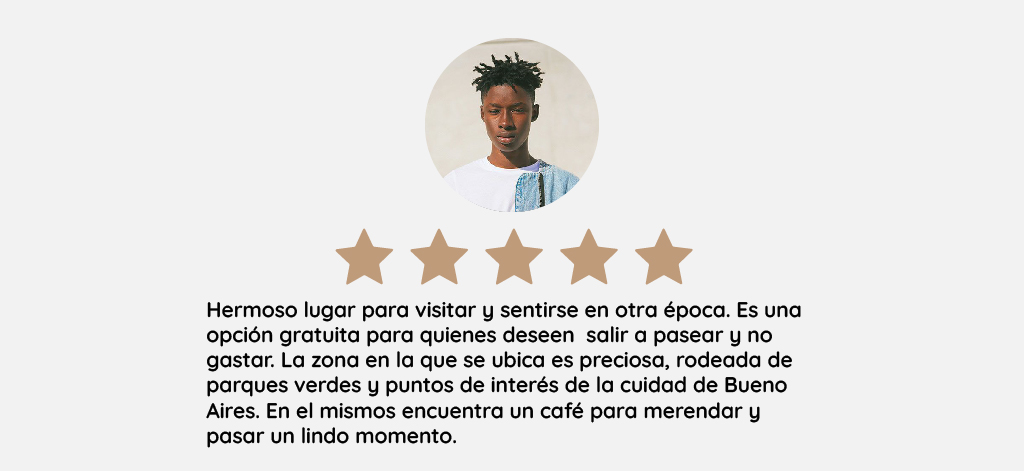 Hermoso lugar para visitar y sentirse en otra época. Es una
opción gratuita para quienes deseen  salir a pasear y no
gastar. La zona en la que se ubica es preciosa, rodeada de
parques verdes y puntos de interés de la cuidad de Bueno
Aires. En el mismos encuentra un café para merendar y
pasar un lindo momento.